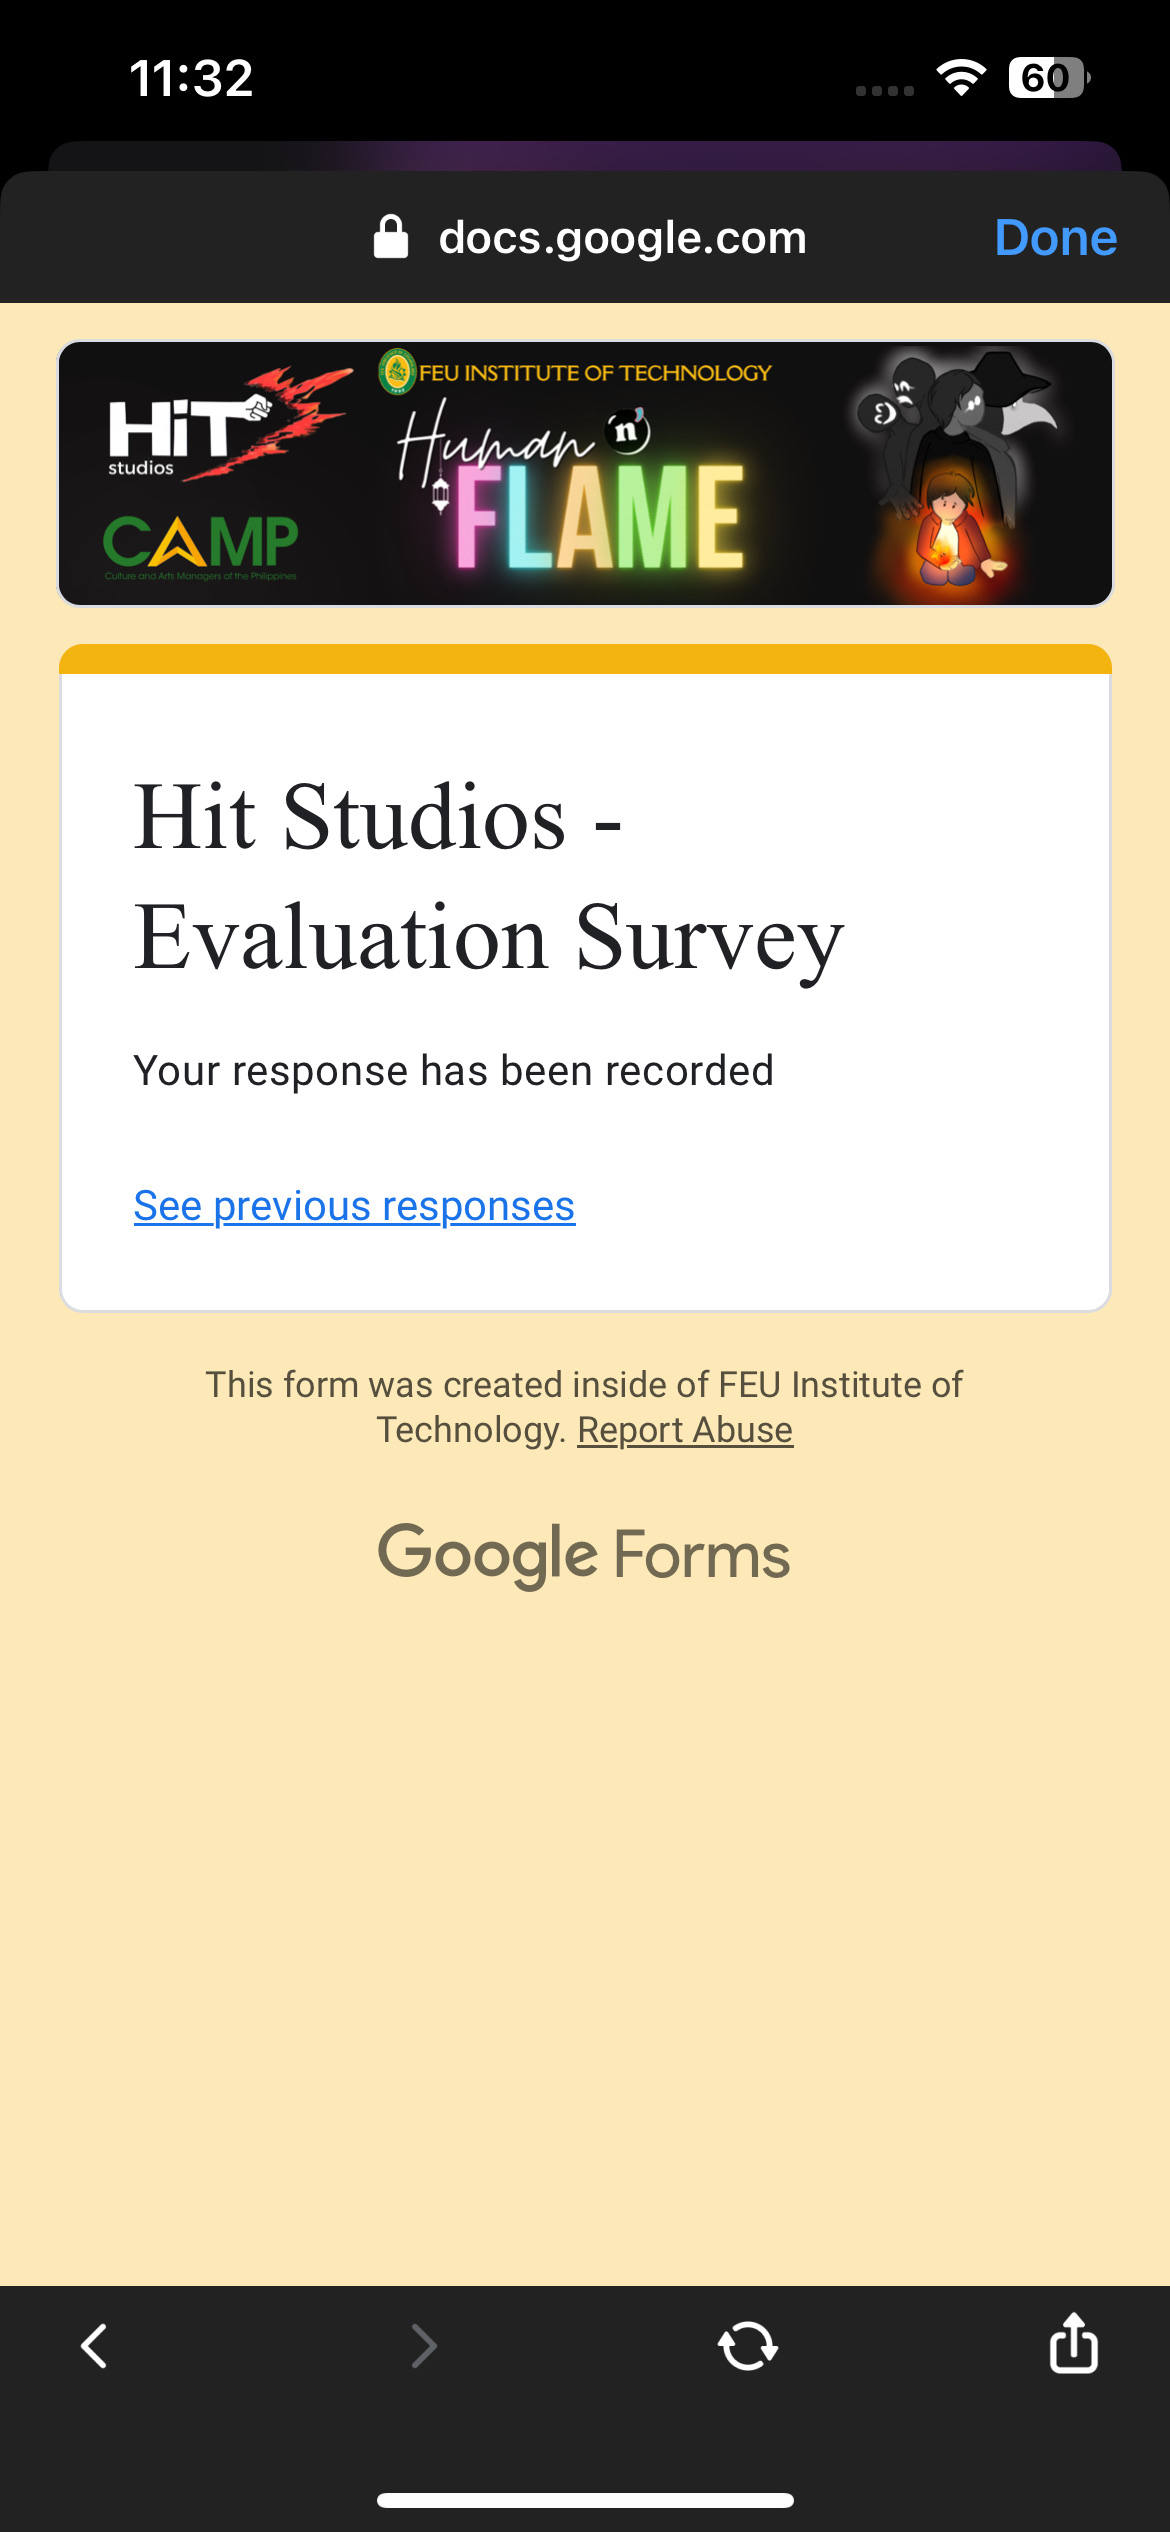 11:32
60
docs.google.com
Done
HiT
studios
FEU INSTITUTE OF TECHNOLOGY
Human n'
FLAME
CAMP
Culture and Arts Managers of the Philippines
Hit Studios -
Evaluation Survey
Your response has been recorded
See previous responses
This form was created inside of FEU Institute of
Technology. Report Abuse
Google Forms